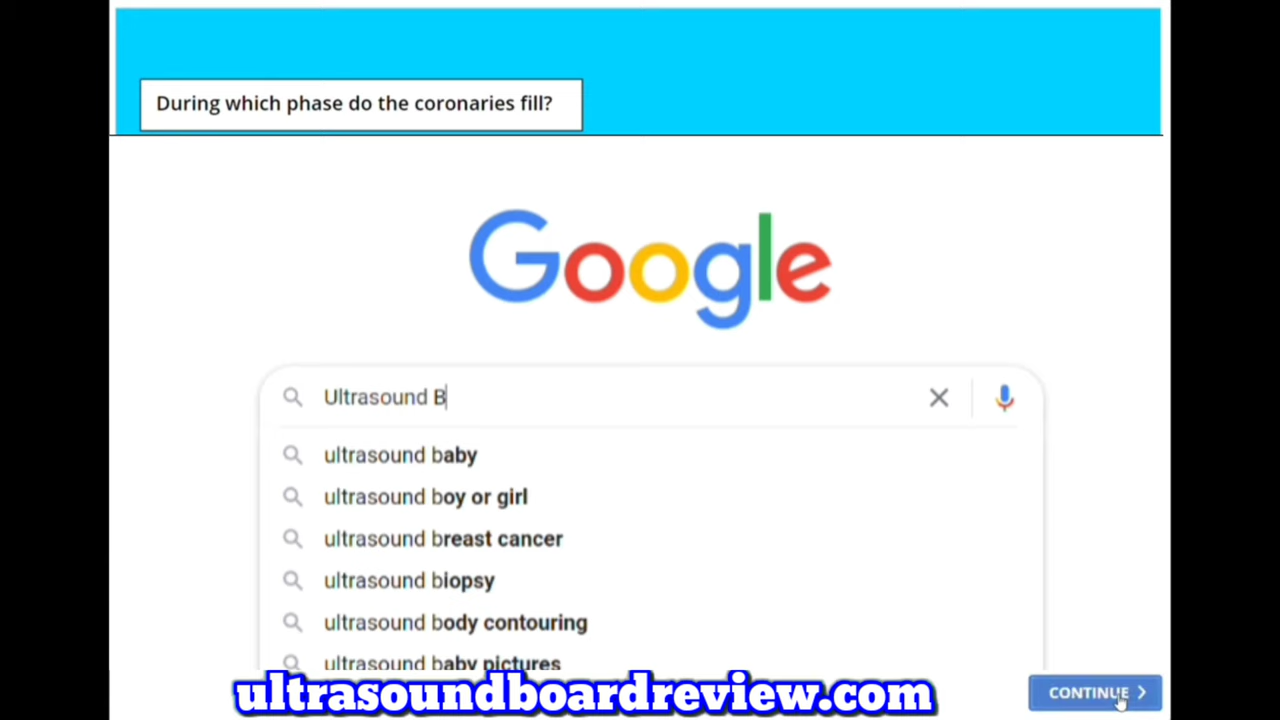 During which phase do the coronaries fill?
Google
Ultrasound B
ultrasound baby
ultrasound boy or girl
ultrasound breast cancer
ultrasound biopsy
ultrasound body contouring
ultrasound baby pictures
ultrasoundboardreview.com
CONTINUE